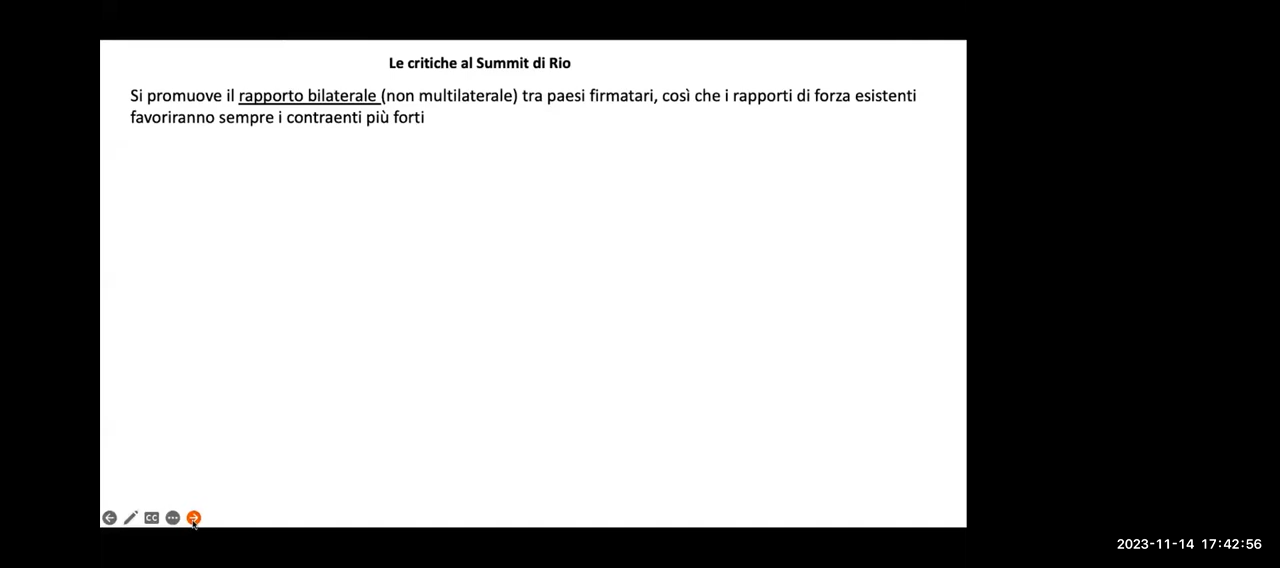 Le critiche al Summit di Rio
Si promuove il rapporto bilaterale (non multilaterale) tra paesi firmatari, così che i rapporti di forza esistenti
favoriranno sempre i contraenti più forti
CC
2023-11-14 17:42:56